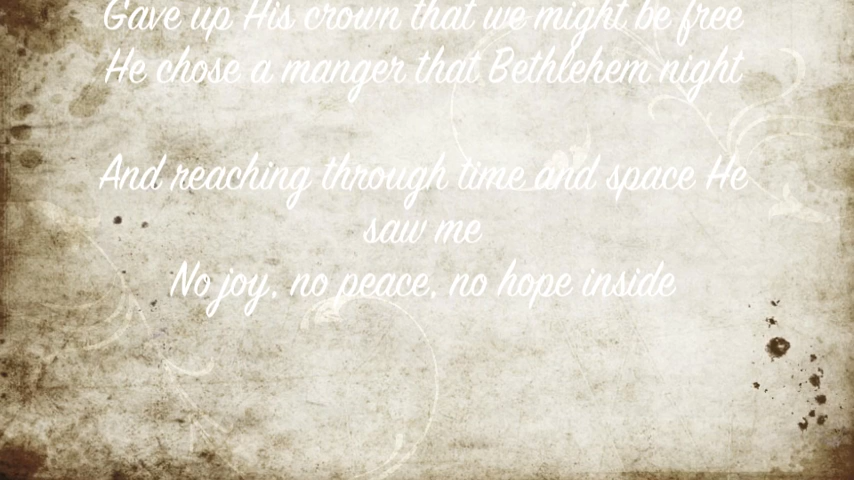 Gave up His crown that we might be free
He chose a manger that Bethlehem night
And reaching through time and space He
saw me
No joy, no peace, no hope inside